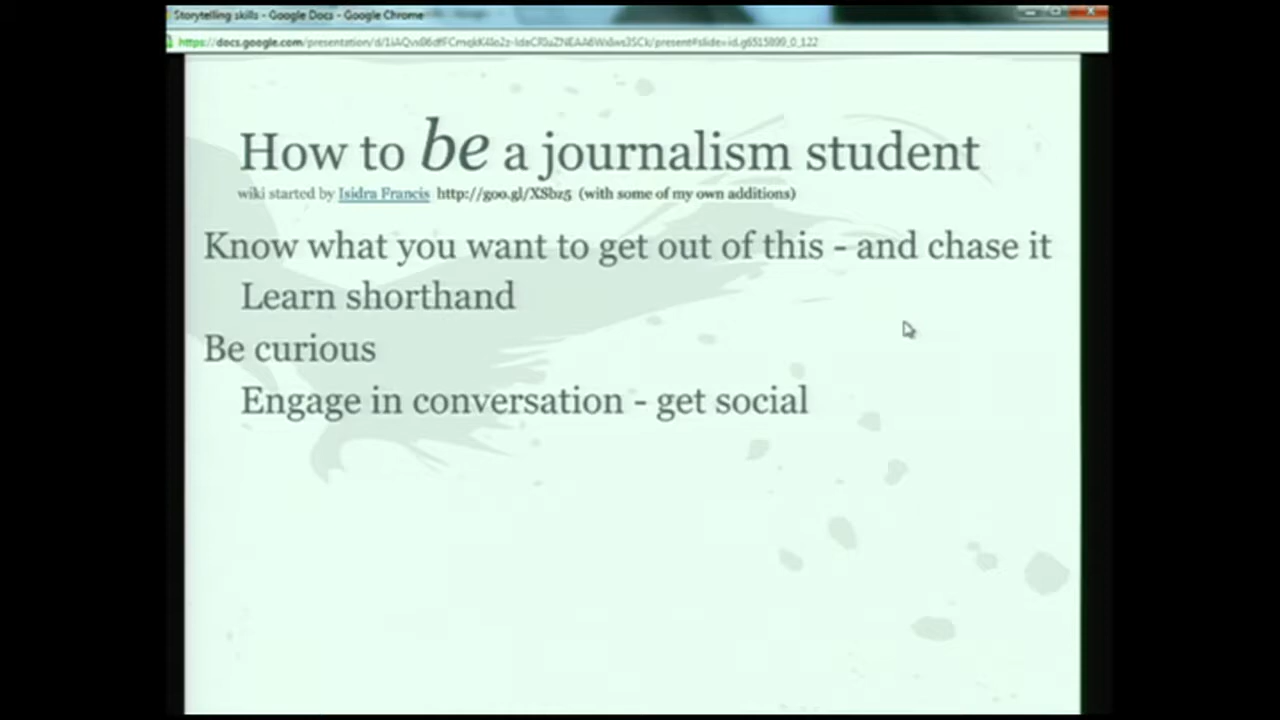 Storytelling skills - Google Docs - Google Chrome
How to be a journalism student
wiki started by Isidra Francis http://goo.gl/XSbz5 (with some of my own additions)
Know what you want to get out of this - and chase it
Learn shorthand
Be curious
Engage in conversation - get social